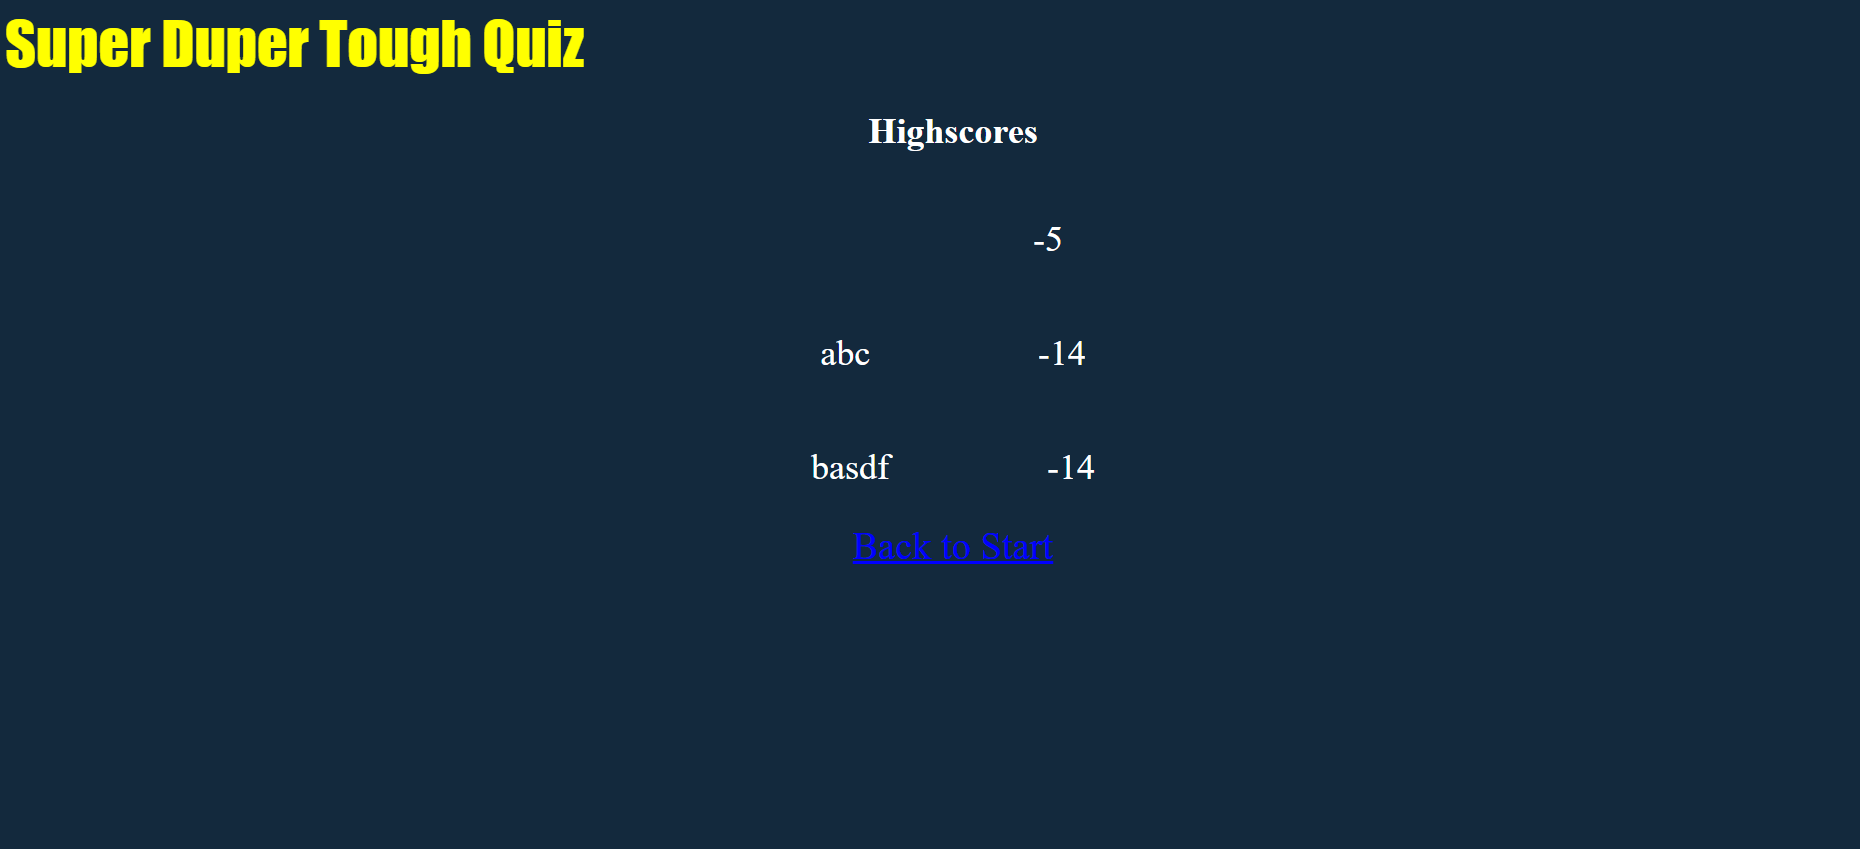 Super Duper Tough Quiz
Highscores
-5
abc -14
basdf -14
Back to Start